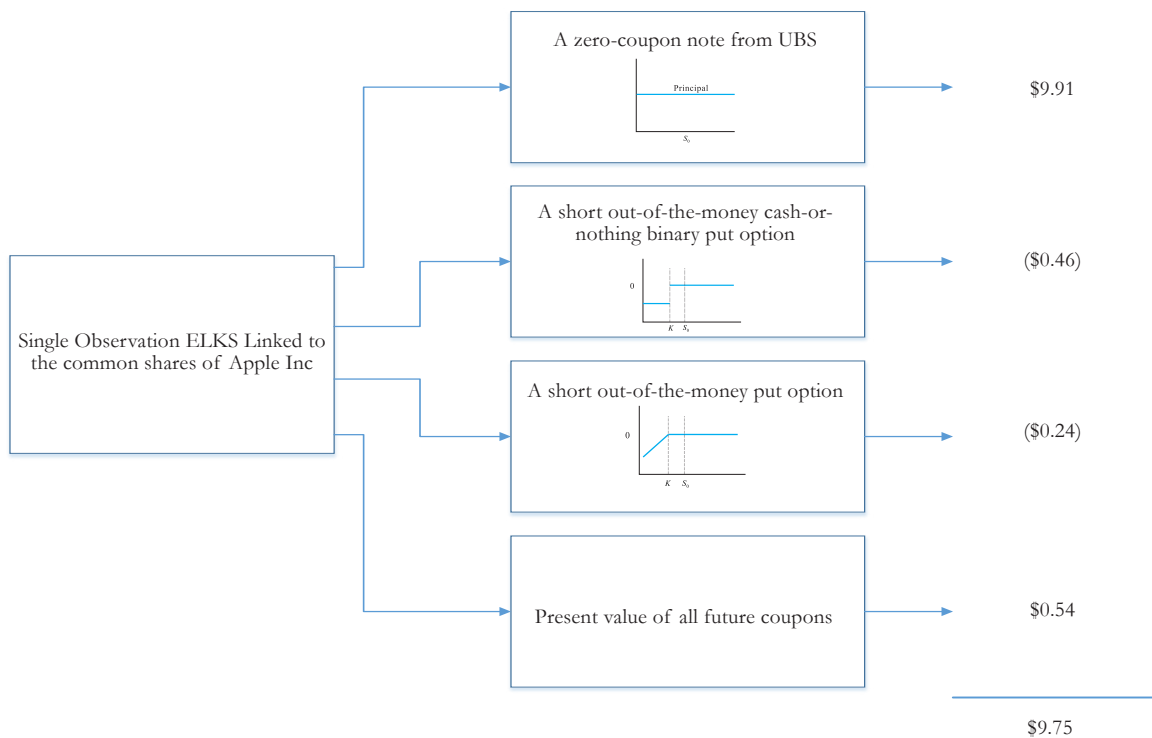 A zero-coupon note from UBS
Principal
S₀
$9.91
A short out-of-the-money cash-or-
nothing binary put option
0
K
S₀
($0.46)
Single Observation ELKS Linked to
the common shares of Apple Inc
A short out-of-the-money put option
0
K
S₀
($0.24)
Present value of all future coupons
$0.54
$9.75